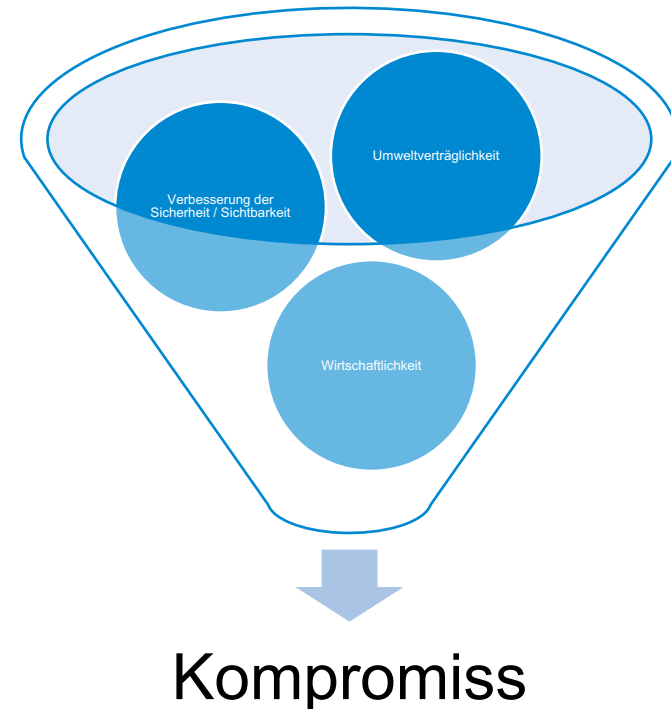 Umweltverträglichkeit
Verbesserung der
Sicherheit / Sichtbarkeit
Wirtschaftlichkeit
Kompromiss